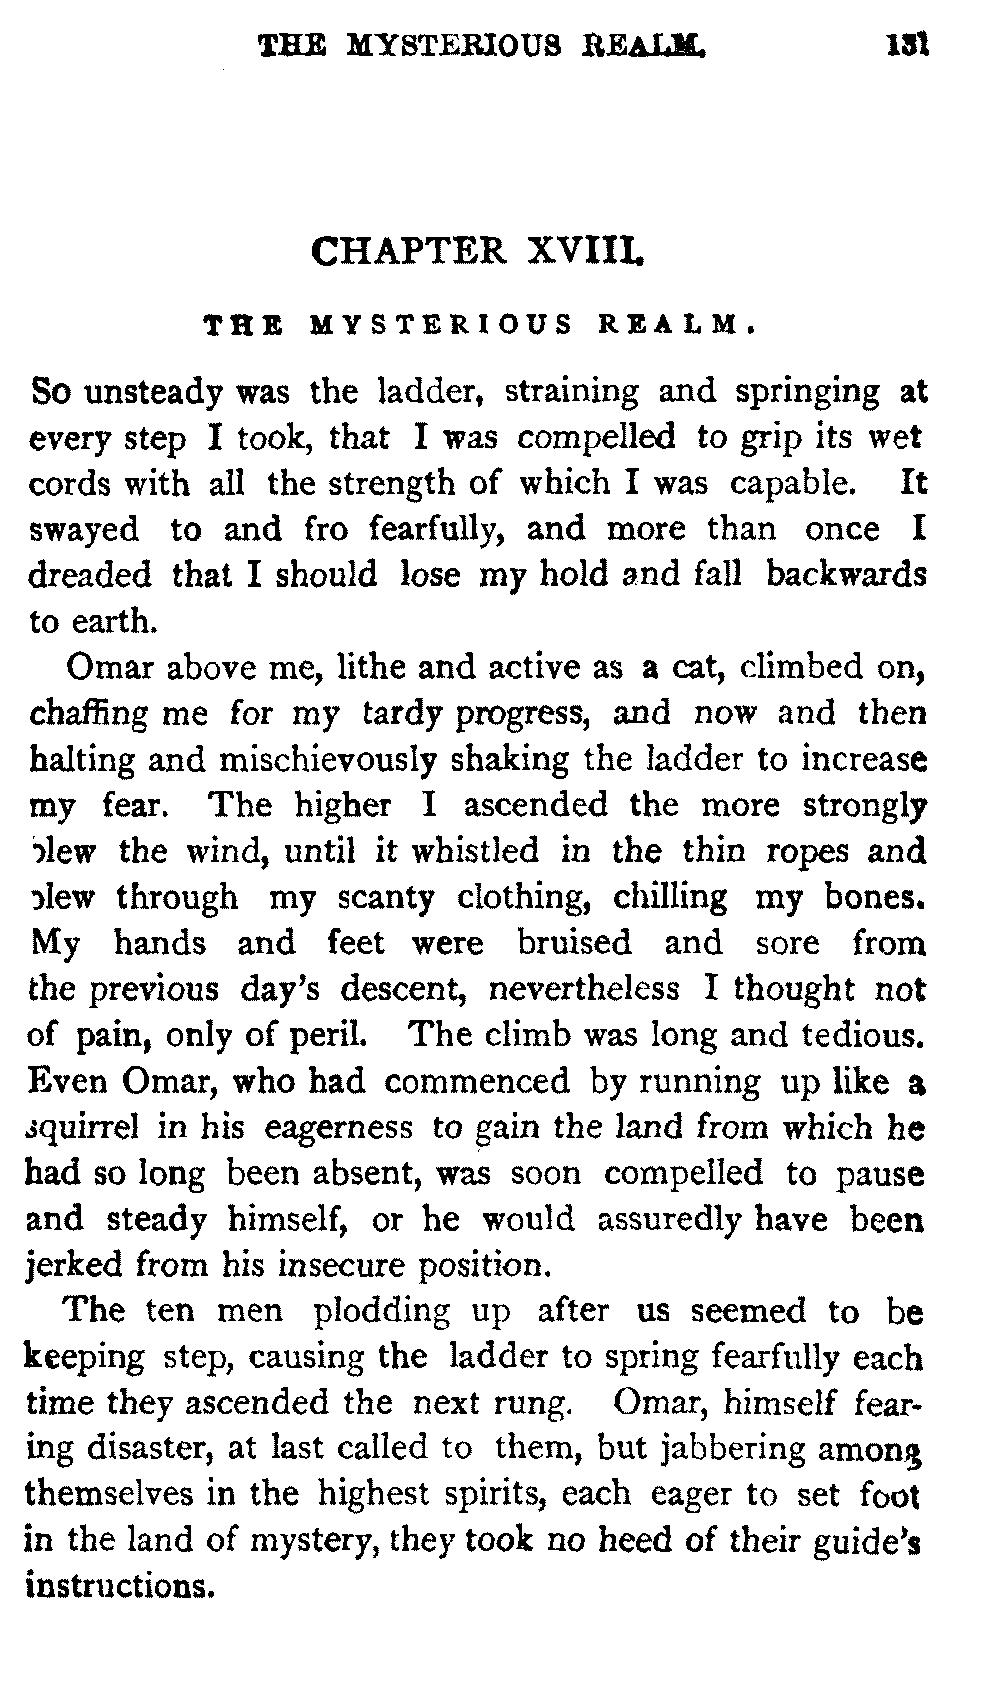 THE MYSTERIOUS REALM. 131
CHAPTER XVIII.
THE MYSTERIOUS REALM.
So unsteady was the ladder, straining and springing at
every step I took, that I was compelled to grip its wet
cords with all the strength of which I was capable. It
swayed to and fro fearfully, and more than once I
dreaded that I should lose my hold and fall backwards
to earth.
Omar above me, lithe and active as a cat, climbed on,
chaffing me for my tardy progress, and now and then
halting and mischievously shaking the ladder to increase
my fear. The higher I ascended the more strongly
blew the wind, until it whistled in the thin ropes and
blew through my scanty clothing, chilling my bones.
My hands and feet were bruised and sore from
the previous day's descent, nevertheless I thought not
of pain, only of peril. The climb was long and tedious.
Even Omar, who had commenced by running up like a
squirrel in his eagerness to gain the land from which he
had so long been absent, was soon compelled to pause
and steady himself, or he would assuredly have been
jerked from his insecure position.
The ten men plodding up after us seemed to be
keeping step, causing the ladder to spring fearfully each
time they ascended the next rung. Omar, himself fear-
ing disaster, at last called to them, but jabbering among
themselves in the highest spirits, each eager to set foot
in the land of mystery, they took no heed of their guide's
instructions.